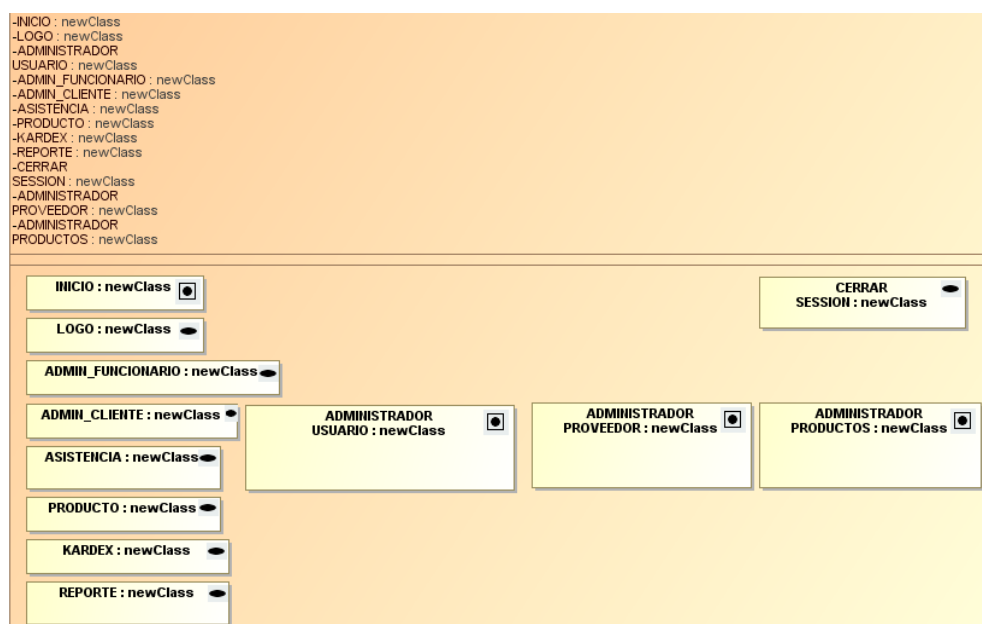 -INICIO : newClass
-LOGO : newClass
-ADMINISTRADOR
USUARIO : newClass
-ADMIN_FUNCIONARIO : newClass
-ADMIN_CLIENTE : newClass
-ASISTENCIA : newClass
-PRODUCTO : newClass
-KARDEX : newClass
-REPORTE : newClass
-CERRAR
SESSION : newClass
-ADMINISTRADOR
PROVEEDOR : newClass
-ADMINISTRADOR
PRODUCTOS : newClass
INICIO : newClass
CERRAR
SESSION : newClass
LOGO : newClass
ADMIN_FUNCIONARIO : newClass
ADMIN_CLIENTE : newClass
ADMINISTRADOR
USUARIO : newClass
ADMINISTRADOR
PROVEEDOR : newClass
ADMINISTRADOR
PRODUCTOS : newClass
ASISTENCIA : newClass
PRODUCTO : newClass
KARDEX : newClass
REPORTE : newClass